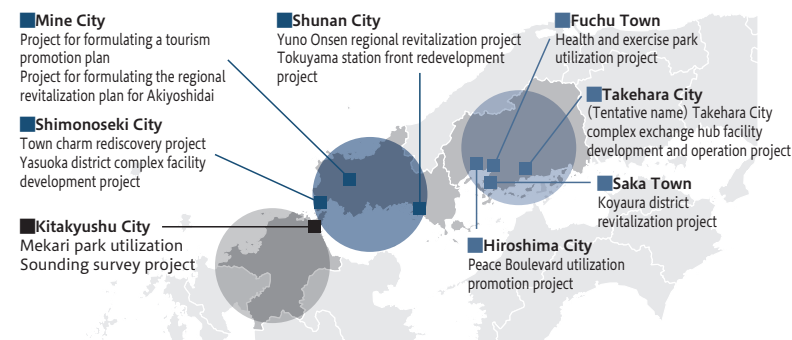 Mine City
Project for formulating a tourism
promotion plan
Project for formulating the regional
revitalization plan for Akiyoshidai
Shimonoseki City
Town charm rediscovery project
Yasuoka district complex facility
development project
Kitakyushu City
Mekari park utilization
Sounding survey project
Shunan City
Yuno Onsen regional revitalization project
Tokuyama station front redevelopment
project
Fuchu Town
Health and exercise park
utilization project
Takehara City
(Tentative name) Takehara City
complex exchange hub facility
development and operation project
Saka Town
Koyaura district
revitalization project
Hiroshima City
Peace Boulevard utilization
promotion project